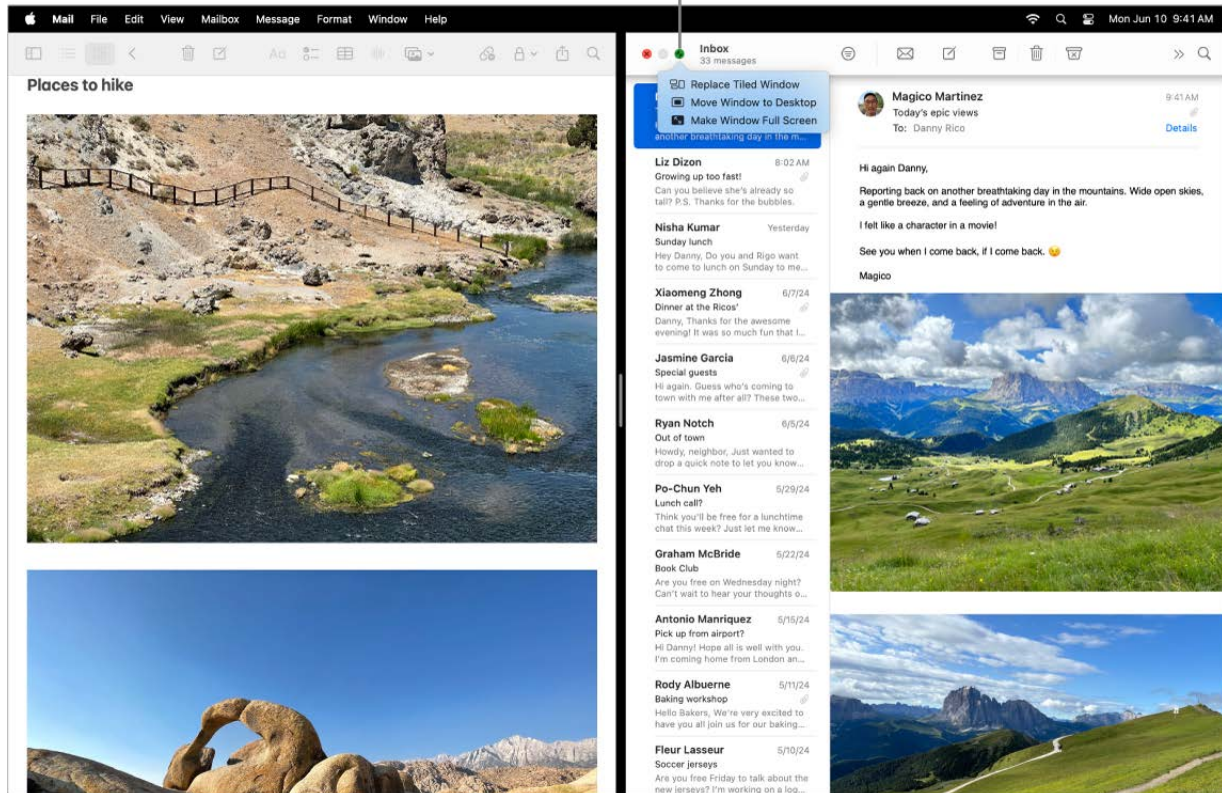 Mail File Edit View Mailbox Message Format Window Help
Mon Jun 10 9:41 AM
Places to hike
Inbox
33 messages
Replace Tiled Window
Move Window to Desktop
Make Window Full Screen
another breathtaking day in the m...
Liz Dizon 8:02 AM
Growing up too fast!
Can you believe she's already so
tall? P.S. Thanks for the bubbles.
Nisha Kumar Yesterday
Sunday lunch
Hey Danny, Do you and Rigo want
to come to lunch on Sunday to me...
Xiaomeng Zhong 6/7/24
Dinner at the Ricos'
Danny, Thanks for the awesome
evening! It was so much fun that I...
Jasmine Garcia 6/6/24
Special guests
Hi again. Guess who's coming to
town with me after all? These two...
Ryan Notch 6/5/24
Out of town
Howdy, neighbor, Just wanted to
drop a quick note to let you know...
Po-Chun Yeh 5/29/24
Lunch call?
Think you'll be free for a lunchtime
chat this week? Just let me know...
Graham McBride 5/22/24
Book Club
Are you free on Wednesday night?
Can't wait to hear your thoughts o...
Antonio Manriquez 5/15/24
Pick up from airport?
Hi Danny! Hope all is well with you.
I'm coming home from London an...
Rody Albuerne 5/11/24
Baking workshop
Hello Bakers, We're very excited to
have you all join us for our baking...
Fleur Lasseur 5/10/24
Soccer jerseys
Are you free Friday to talk about the
new jerseys? I'm working on a log...
Magico Martinez 9:41 AM
Today's epic views
To: Danny Rico Details
Hi again Danny,
Reporting back on another breathtaking day in the mountains. Wide open skies,
a gentle breeze, and a feeling of adventure in the air.
I felt like a character in a movie!
See you when I come back, if I come back. 😉
Magico